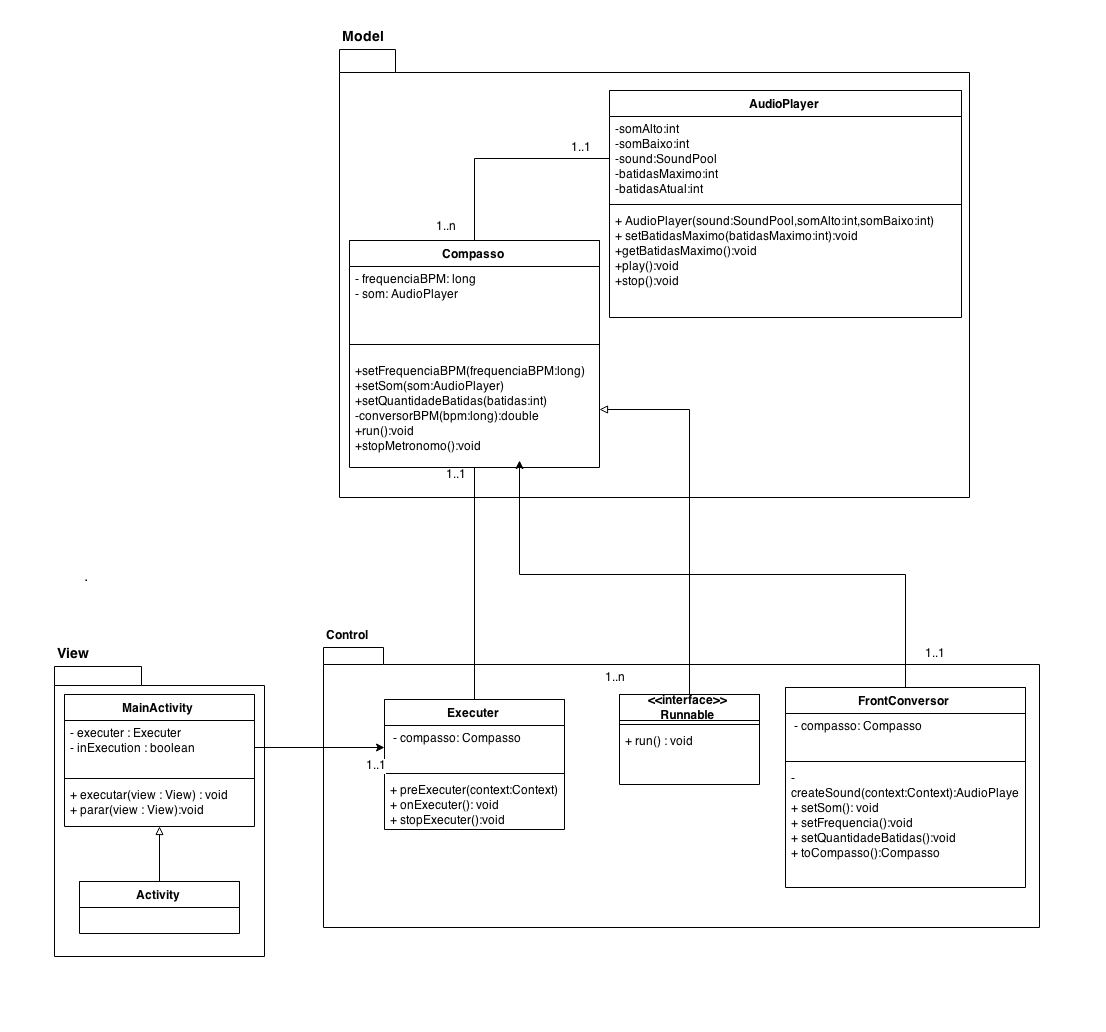 Model
AudioPlayer
-somAlto:int
-somBaixo:int
-sound:SoundPool
-batidasMaximo:int
-batidasAtual:int
+ AudioPlayer(sound:SoundPool,somAlto:int,somBaixo:int)
+ setBatidasMaximo(batidasMaximo:int):void
+getBatidasMaximo():void
+play():void
+stop():void
1..1
1..n
Compasso
- frequenciaBPM: long
- som: AudioPlayer
+setFrequenciaBPM(frequenciaBPM:long)
+setSom(som:AudioPlayer)
+setQuantidadeBatidas(batidas:int)
-conversorBPM(bpm:long):double
+run():void
+stopMetronomo():void
1..1
.
View
MainActivity
- executer : Executer
- inExecution : boolean
+ executar(view : View) : void
+ parar(view : View):void
Activity
Control
1..1
Executer
- compasso: Compasso
+ preExecuter(context:Context)
+ onExecuter(): void
+ stopExecuter():void
1..n
<<interface>>
Runnable
+ run() : void
1..1
FrontConversor
- compasso: Compasso
-
createSound(context:Context):AudioPlaye
+ setSom(): void
+ setFrequencia():void
+ setQuantidadeBatidas():void
+ toCompasso():Compasso